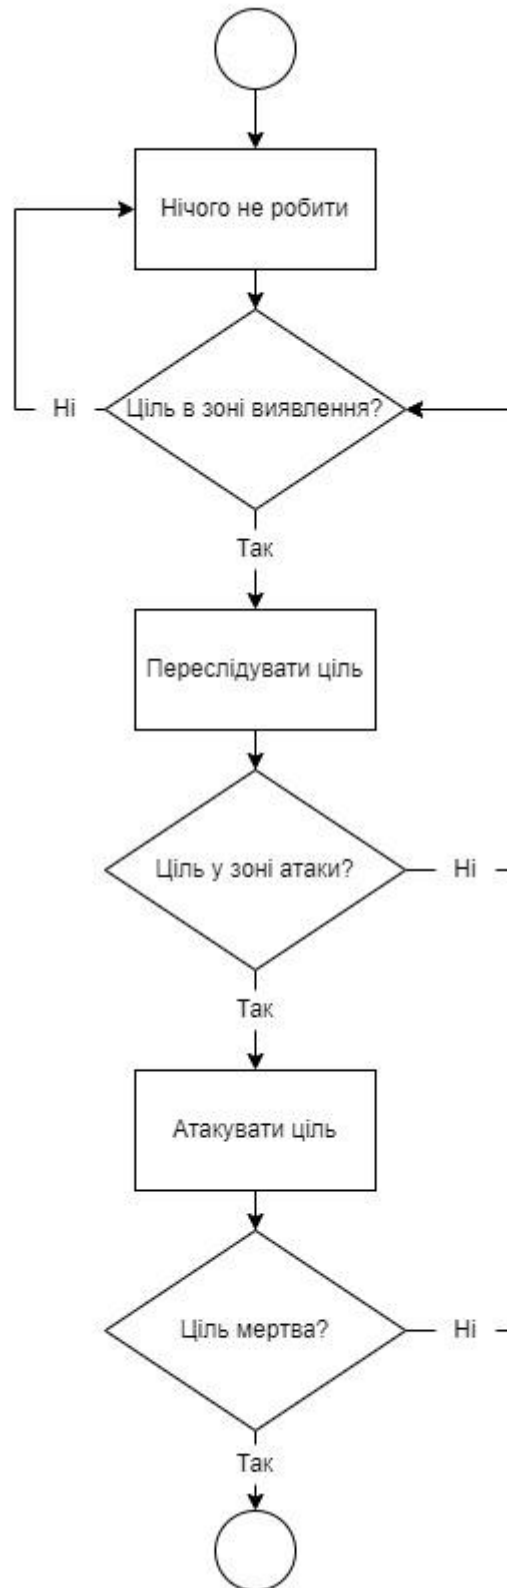 Нічого не робити
Ні
Ціль в зоні виявлення?
Так
Переслідувати ціль
Ціль у зоні атаки?
Ні
Так
Атакувати ціль
Ціль мертва?
Ні
Так